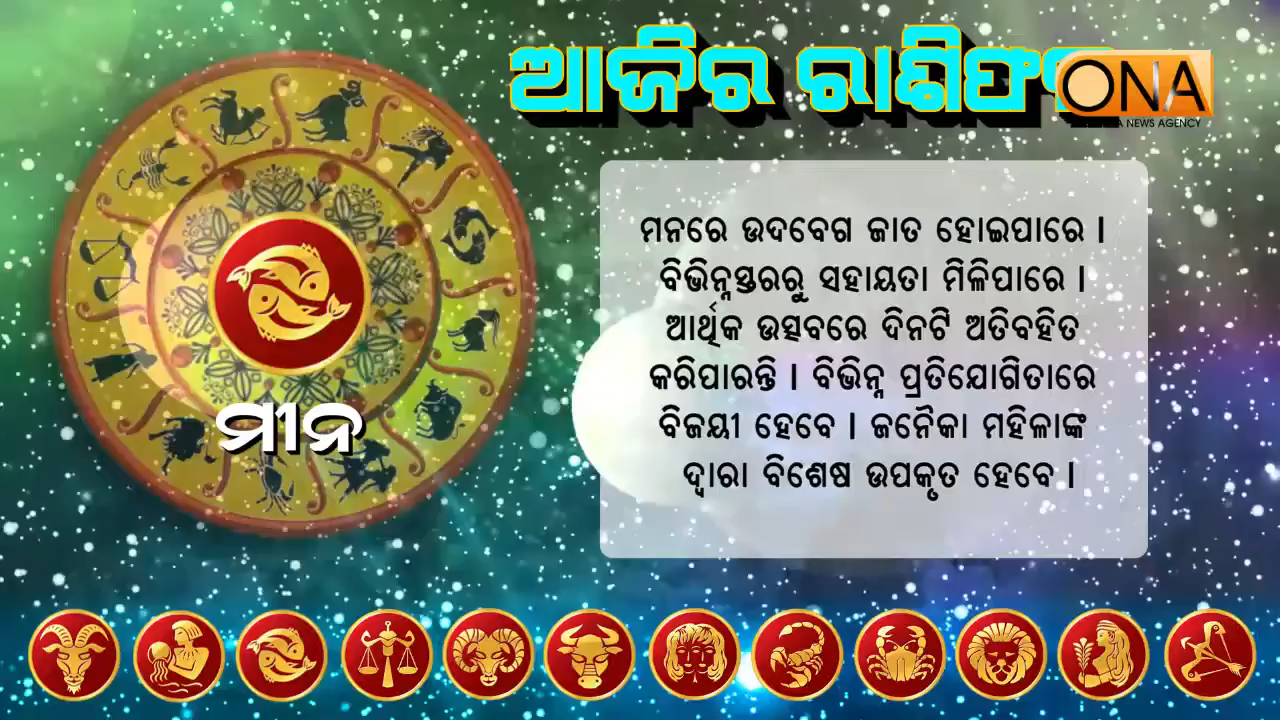 ଆଜିର
ONA
A NEWS AGENCY
ମନରେ ଉଦବେଗ ଜାତ ହୋଇପାରେ ।
ବିଭିନ୍ନସ୍ତରରୁ ସହାୟତା ମିଳିପାରେ ।
ଆର୍ଥିକ ଉତ୍ସବରେ ଦିନଟି ଅତିବହିତ
କରିପାରନ୍ତି । ବିଭିନ୍ନ ପ୍ରତିଯୋଗିତାରେ
ବିଜୟୀ ହେବେ । ଜନୈକା ମହିଳାଙ୍କ
ଦ୍ୱାରା ବିଶେଷ ଉପକୃତ ହେବେ ।
ମୀନ